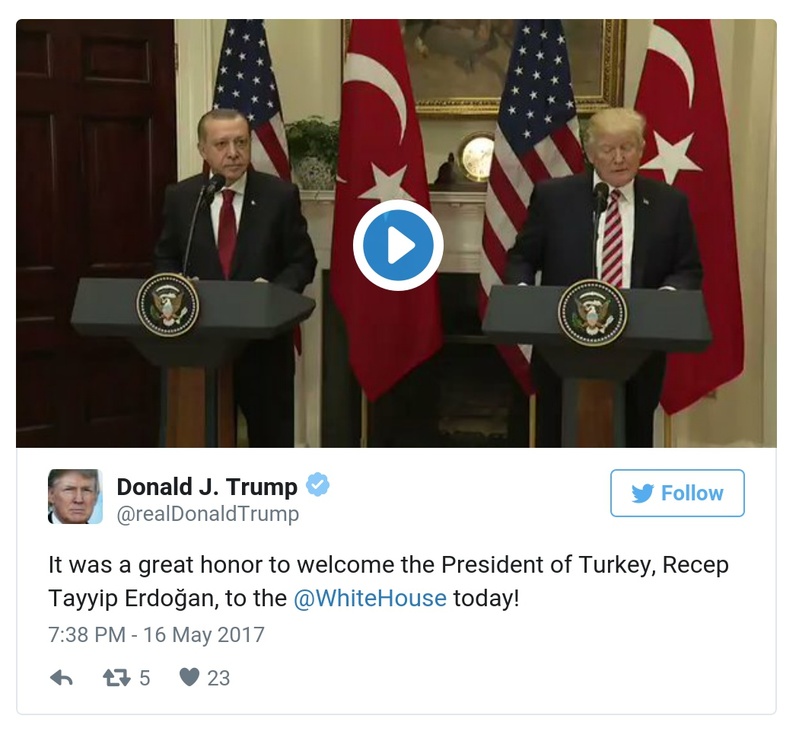 Donald J. Trump
Follow
@realDonaldTrump
It was a great honor to welcome the President of Turkey, Recep
Tayyip Erdoğan, to the @WhiteHouse today!
7:38 PM - 16 May 2017
5 23